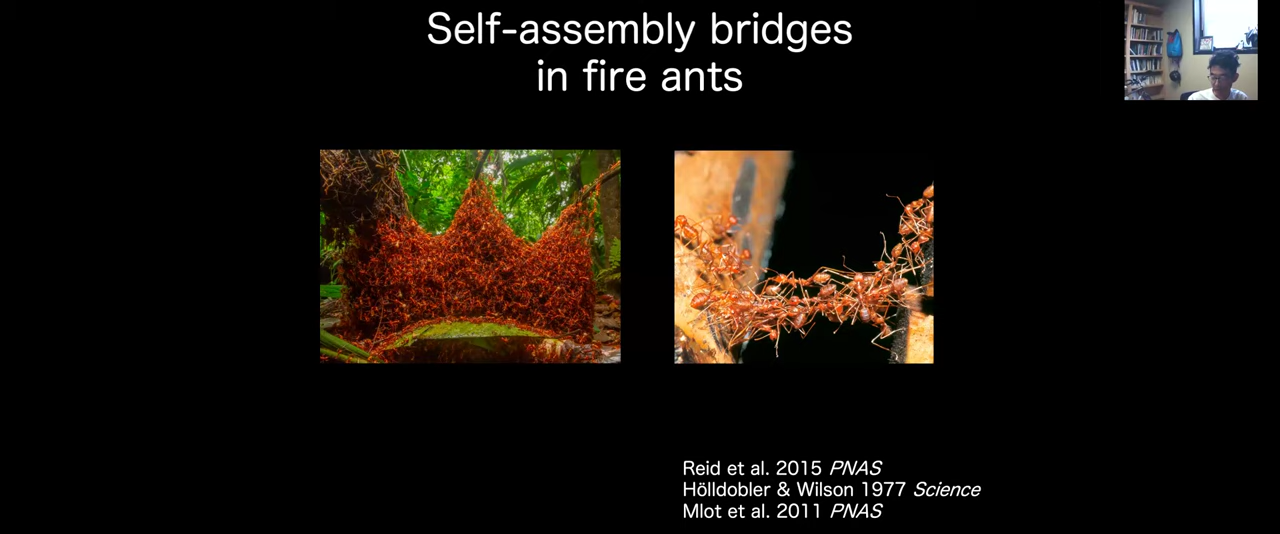 Self-assembly bridges
in fire ants
Reid et al. 2015 PNAS
Hölldobler & Wilson 1977 Science
Mlot et al. 2011 PNAS